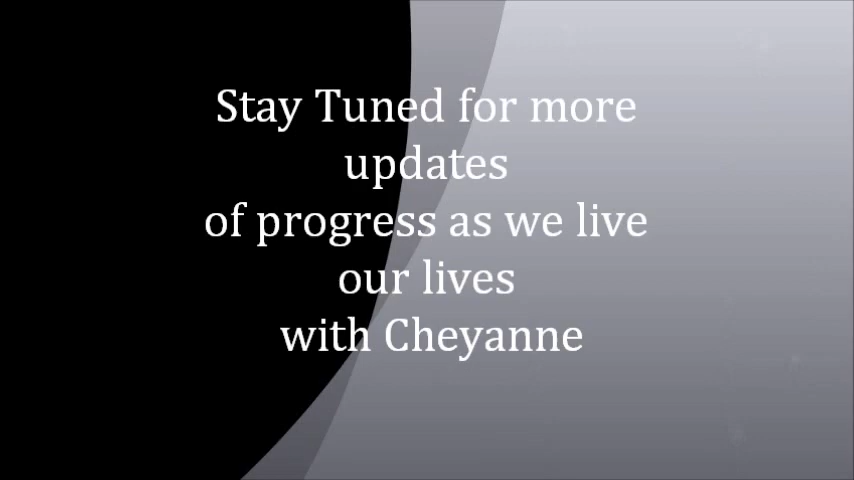 Stay Tuned for more
updates
of progress as we live
our lives
with Cheyanne